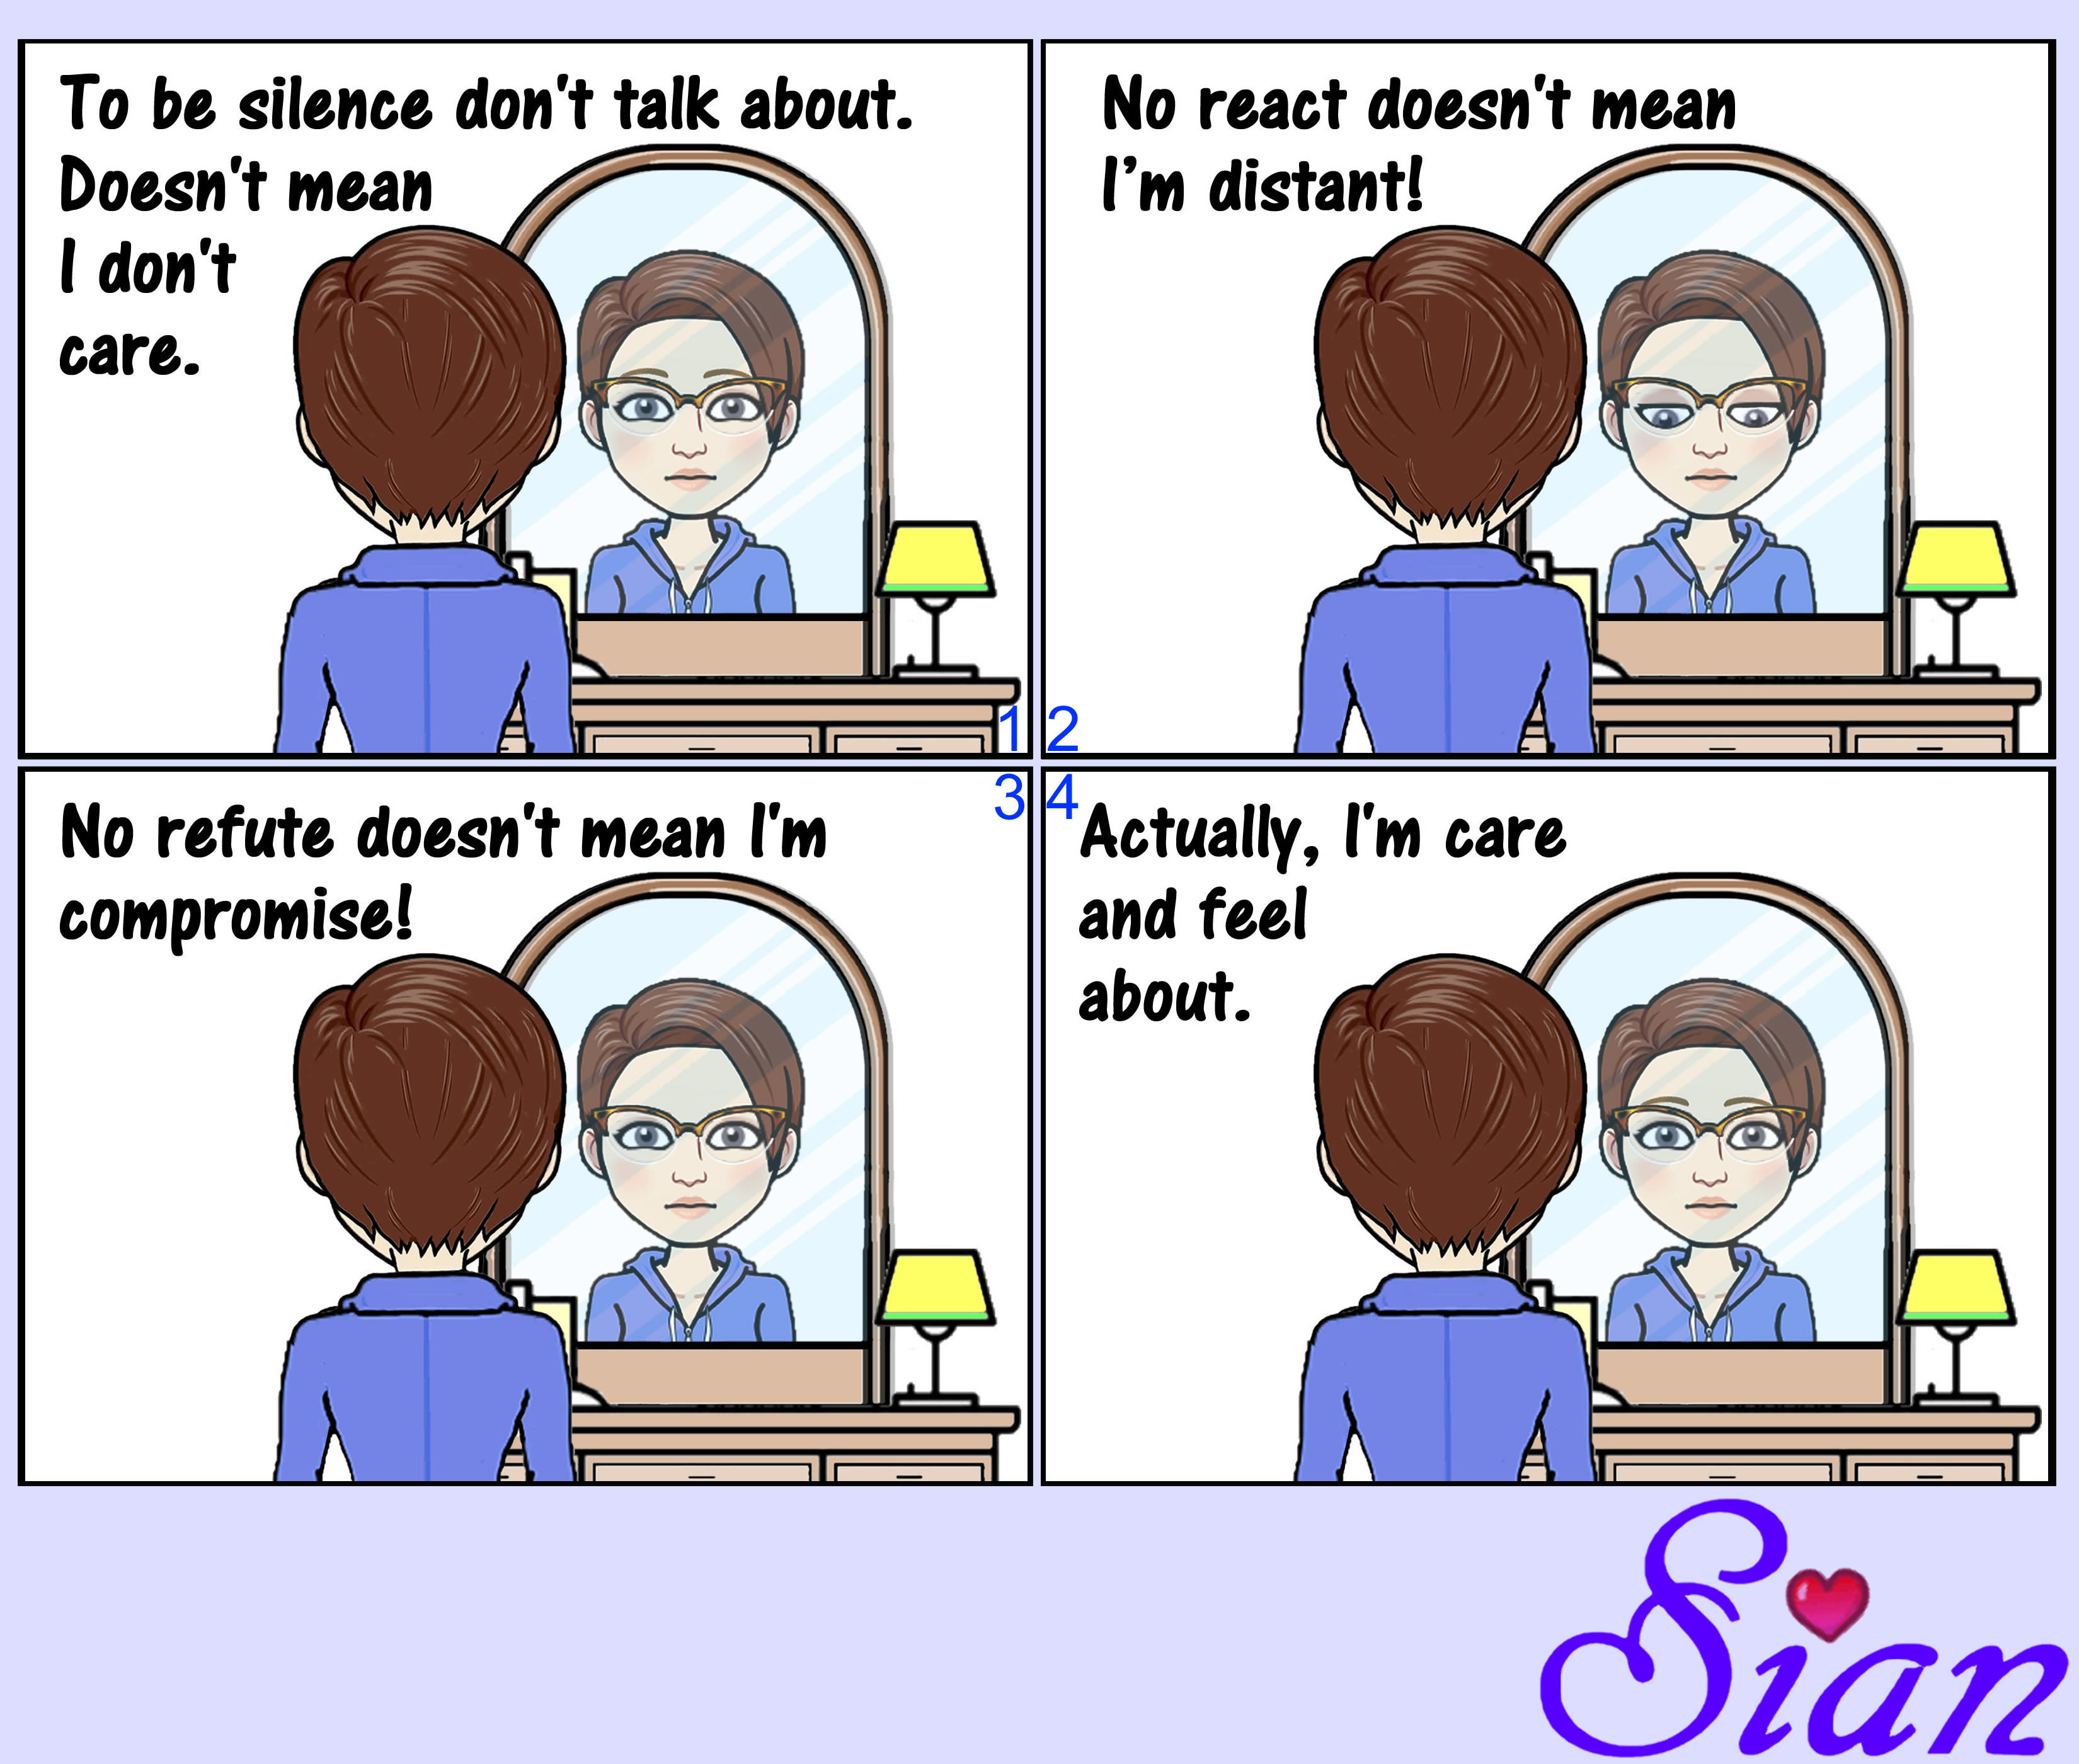 To be silence don't talk about.
Doesn't mean
I don't
care.
1
No react doesn't mean
I'm distant!
2
No refute doesn't mean I'm
compromise!
3
Actually, I'm care
and feel
about.
4
Sian